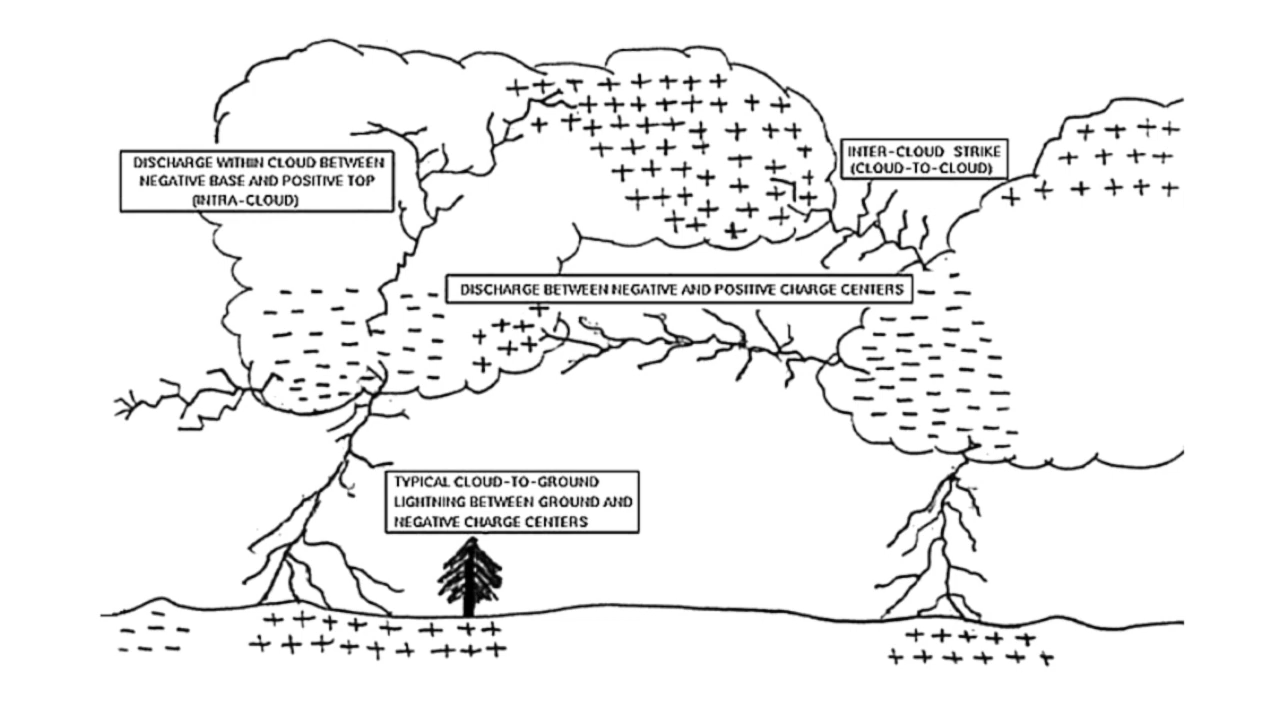 DISCHARGE WITHIN CLOUD BETWEEN
NEGATIVE BASE AND POSITIVE TOP
(INTRA-CLOUD)
INTER-CLOUD STRIKE
(CLOUD-TO-CLOUD)
DISCHARGE BETWEEN NEGATIVE AND POSITIVE CHARGE CENTERS
TYPICAL CLOUD-TO-GROUND
LIGHTNING BETWEEN GROUND AND
NEGATIVE CHARGE CENTERS